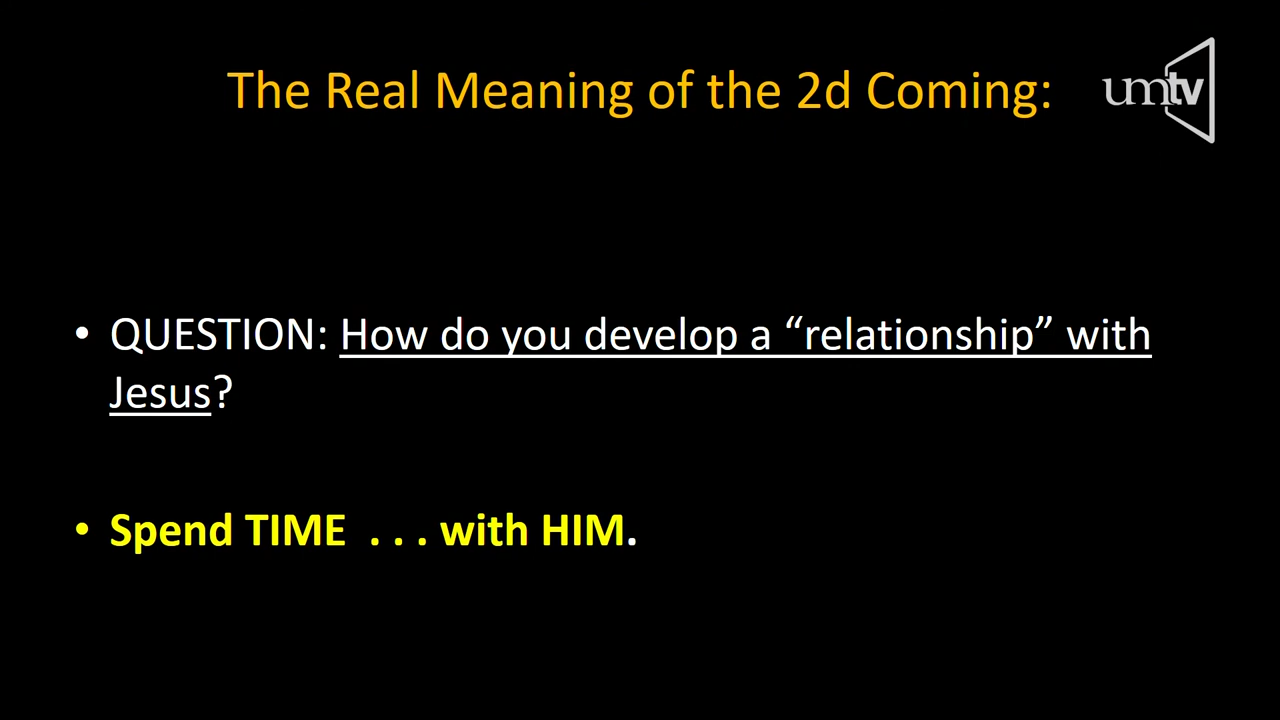 The Real Meaning of the 2d Coming:
umtv
• QUESTION: How do you develop a “relationship” with
Jesus?
• Spend TIME . . . with HIM.